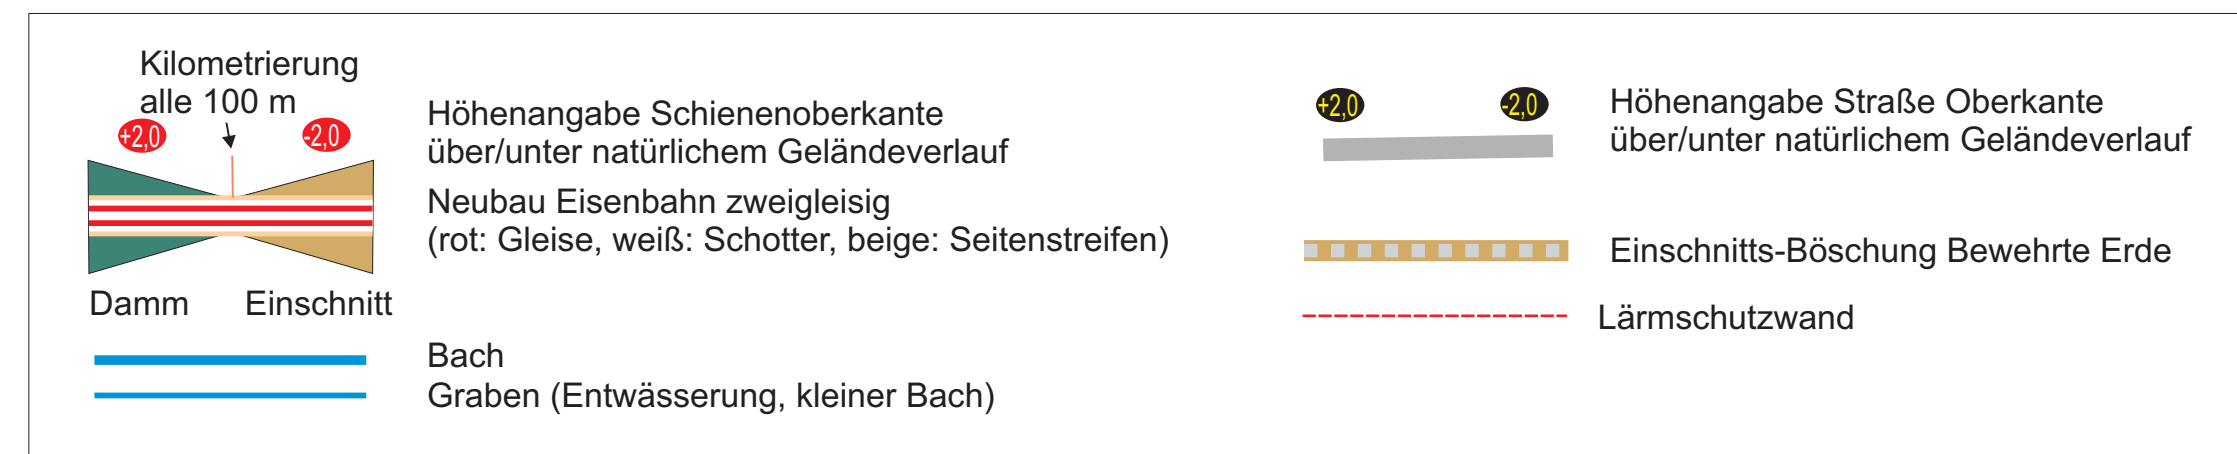 Kilometrierung
alle 100 m
+2,0
-2,0
Höhenangabe Schienenoberkante
über/unter natürlichem Geländeverlauf
Neubau Eisenbahn zweigleisig
(rot: Gleise, weiß: Schotter, beige: Seitenstreifen)
Damm
Einschnitt
Bach
Graben (Entwässerung, kleiner Bach)
+2,0
-2,0
Höhenangabe Straße Oberkante
über/unter natürlichem Geländeverlauf
Einschnitts-Böschung Bewehrte Erde
Lärmschutzwand